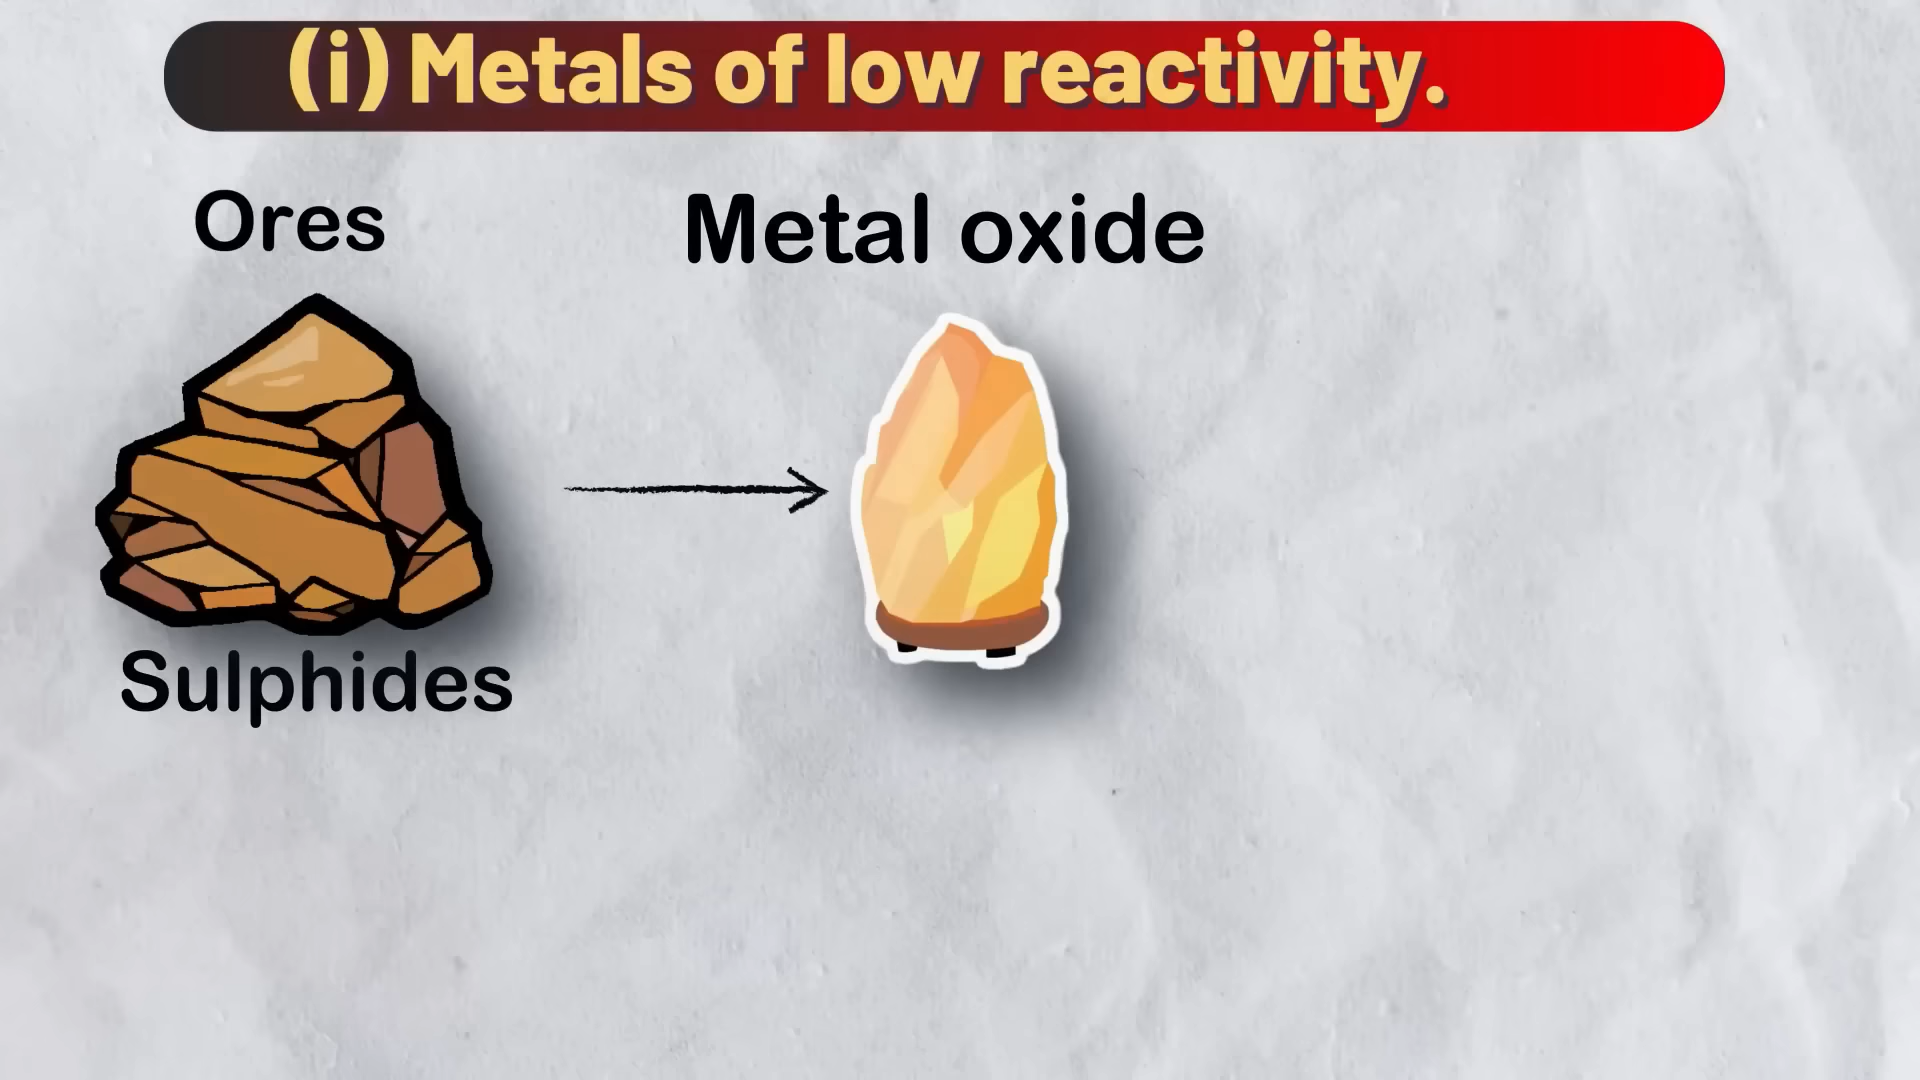 (i) Metals of low reactivity.
Ores
Metal oxide
Sulphides